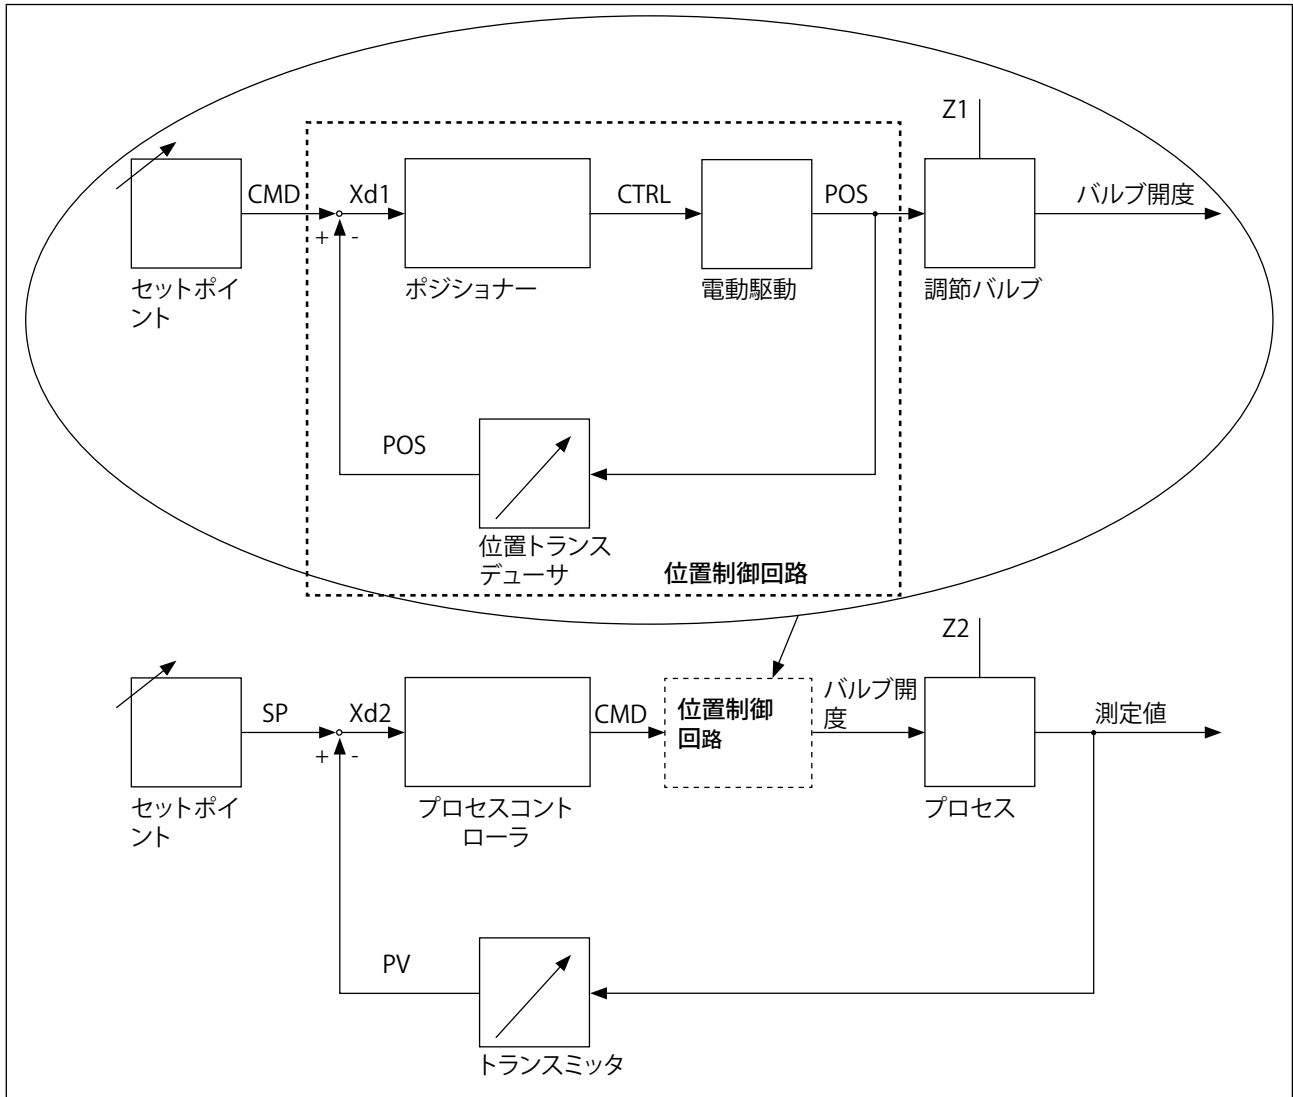 Z1
CMD
Xd1
CTRL
POS
バルブ開度
+ -
セットポイ
ント
ポジショナー
電動駆動
調節バルブ
POS
位置トランス
デューサ
位置制御回路
Z2
SP
Xd2
CMD
位置制御
回路
バルブ開
度
測定値
+ -
セットポイ
ント
プロセスコント
ローラ
プロセス
PV
トランスミッタ